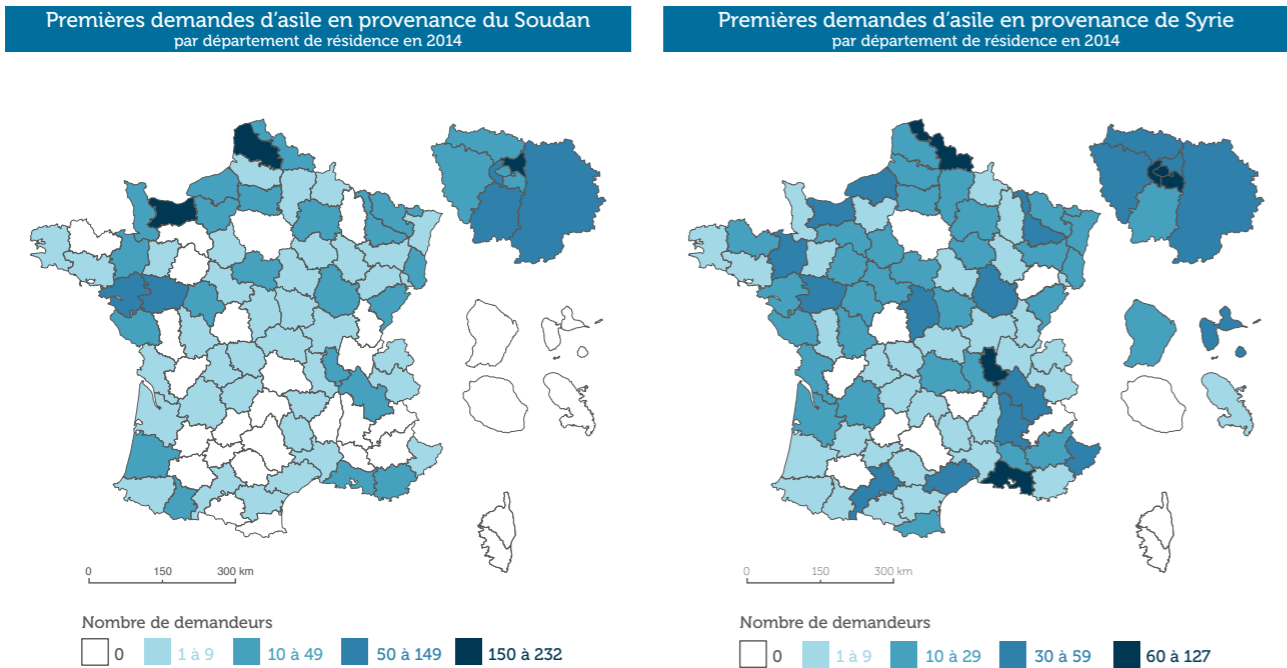 Premières demandes d'asile en provenance du Soudan
par département de résidence en 2014
0 150 300 km
Nombre de demandeurs
0 1 à 9 10 à 49 50 à 149 150 à 232
Premières demandes d'asile en provenance de Syrie
par département de résidence en 2014
0 150 300 km
Nombre de demandeurs
0 1 à 9 10 à 29 30 à 59 60 à 127